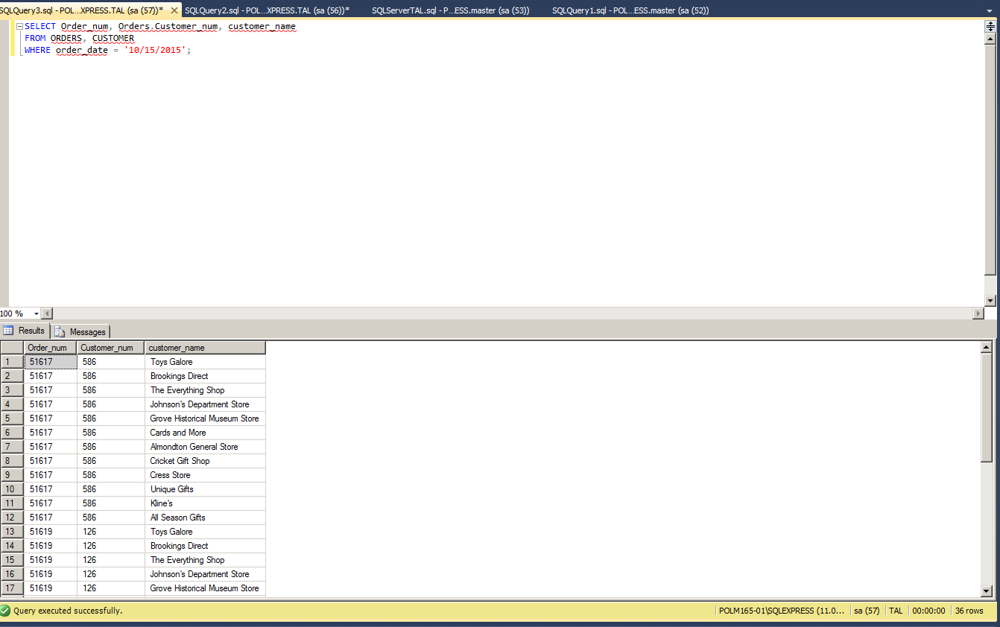 SQLQuery3.sql - POL...XPRESS.TAL (sa (57))* SQLQuery2.sql - POL...XPRESS.TAL (sa (56))* SQLServerTAL.sql - P...ESS.master (sa (53)) SQLQuery1.sql - POL...ESS.master (sa (52))
SELECT Order_num, Orders.Customer_num, customer_name
FROM ORDERS, CUSTOMER
WHERE order_date = '10/15/2015';
100 %
Results Messages
Order_num Customer_num customer_name
1 51617 586 Toys Galore
2 51617 586 Brookings Direct
3 51617 586 The Everything Shop
4 51617 586 Johnson's Department Store
5 51617 586 Grove Historical Museum Store
6 51617 586 Cards and More
7 51617 586 Almondton General Store
8 51617 586 Cricket Gift Shop
9 51617 586 Cress Store
10 51617 586 Unique Gifts
11 51617 586 Kline's
12 51617 586 All Season Gifts
13 51619 126 Toys Galore
14 51619 126 Brookings Direct
15 51619 126 The Everything Shop
16 51619 126 Johnson's Department Store
17 51619 126 Grove Historical Museum Store
Query executed successfully. POLM165-01\SQLEXPRESS (11.0... sa (57) TAL 00:00:00 36 rows